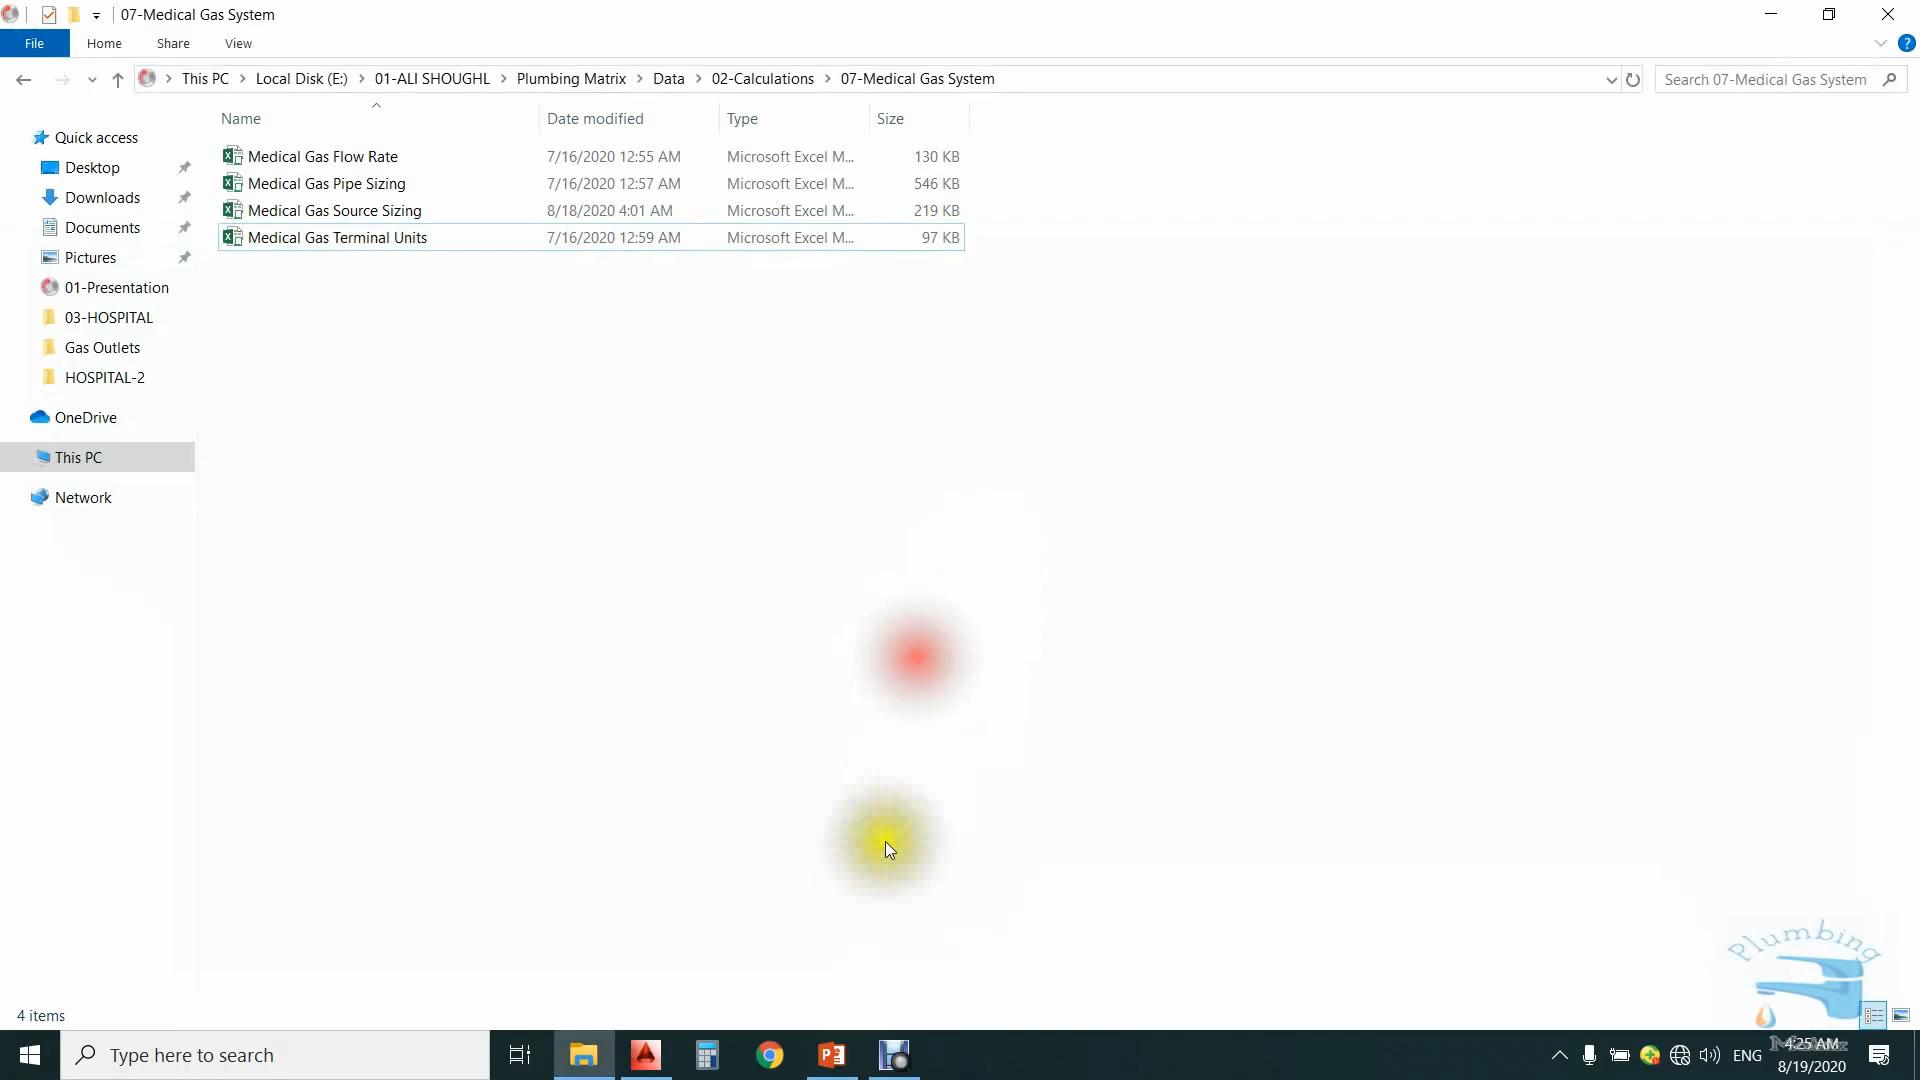 07-Medical Gas System
File Home Share View
This PC Local Disk (E:) 01-ALI SHOUGHL Plumbing Matrix Data 02-Calculations 07-Medical Gas System
Search 07-Medical Gas System
Name Date modified Type Size
Medical Gas Flow Rate 7/16/2020 12:55 AM Microsoft Excel M... 130 KB
Medical Gas Pipe Sizing 7/16/2020 12:57 AM Microsoft Excel M... 546 KB
Medical Gas Source Sizing 8/18/2020 4:01 AM Microsoft Excel M... 219 KB
Medical Gas Terminal Units 7/16/2020 12:59 AM Microsoft Excel M... 97 KB
Quick access
Desktop
Downloads
Documents
Pictures
01-Presentation
03-HOSPITAL
Gas Outlets
HOSPITAL-2
OneDrive
This PC
Network
Plumbing
4 items
Type here to search
ENG
4:25 AM
8/19/2020